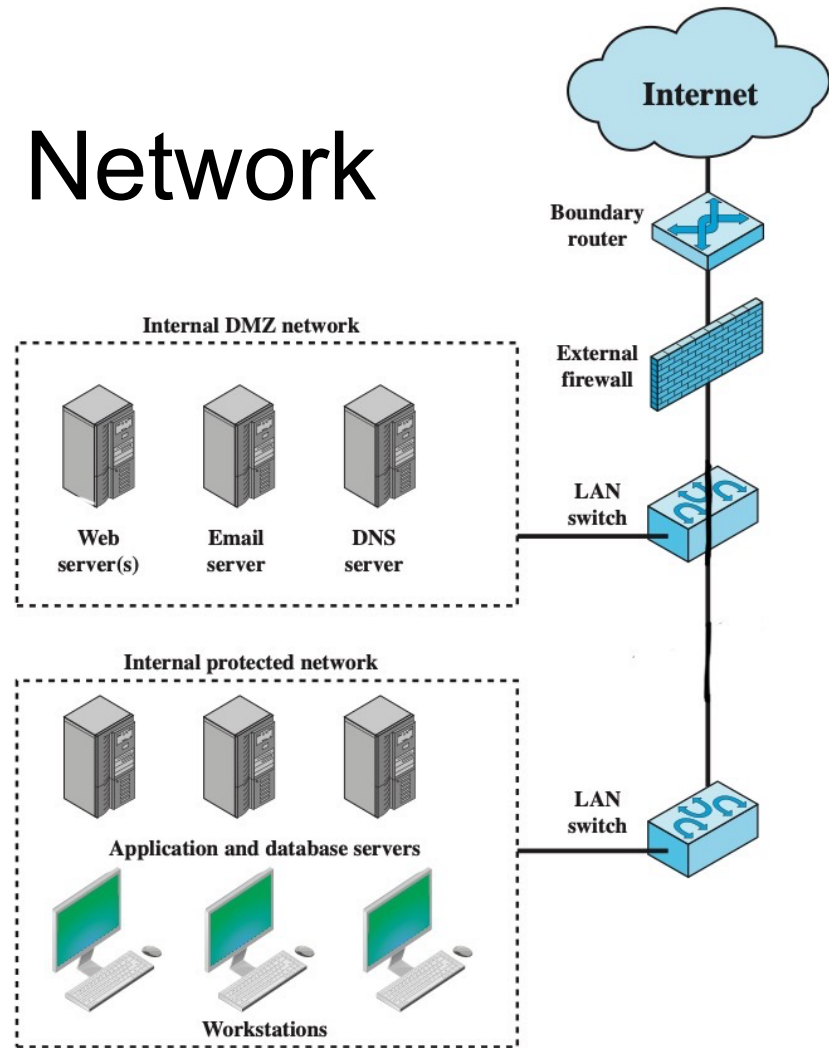 Network
Internet
Boundary
router
External
firewall
Internal DMZ network
Web
server(s)
Email
server
DNS
server
LAN
switch
Internal protected network
Application and database servers
LAN
switch
Workstations